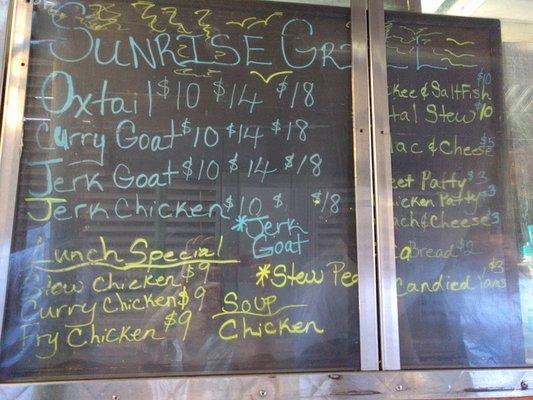 Sunrise Gr
Oxtail $10 $14 $18
Curry Goat $10 $14 $18
Jerk Goat $10 $14 $18
Jerk Chicken $10 $ $18
*Jerk Goat
Lunch Special
Stew Chicken $9
Curry Chicken $9
Fry Chicken $9
*Stew Pea
Soup
Chicken
kee & Saltfish $10
tal Stew $10
ac & Cheese $5
eef Patty $3
icken Patty $3
ach & Cheese $3
Bread $2
Candied Yams $3